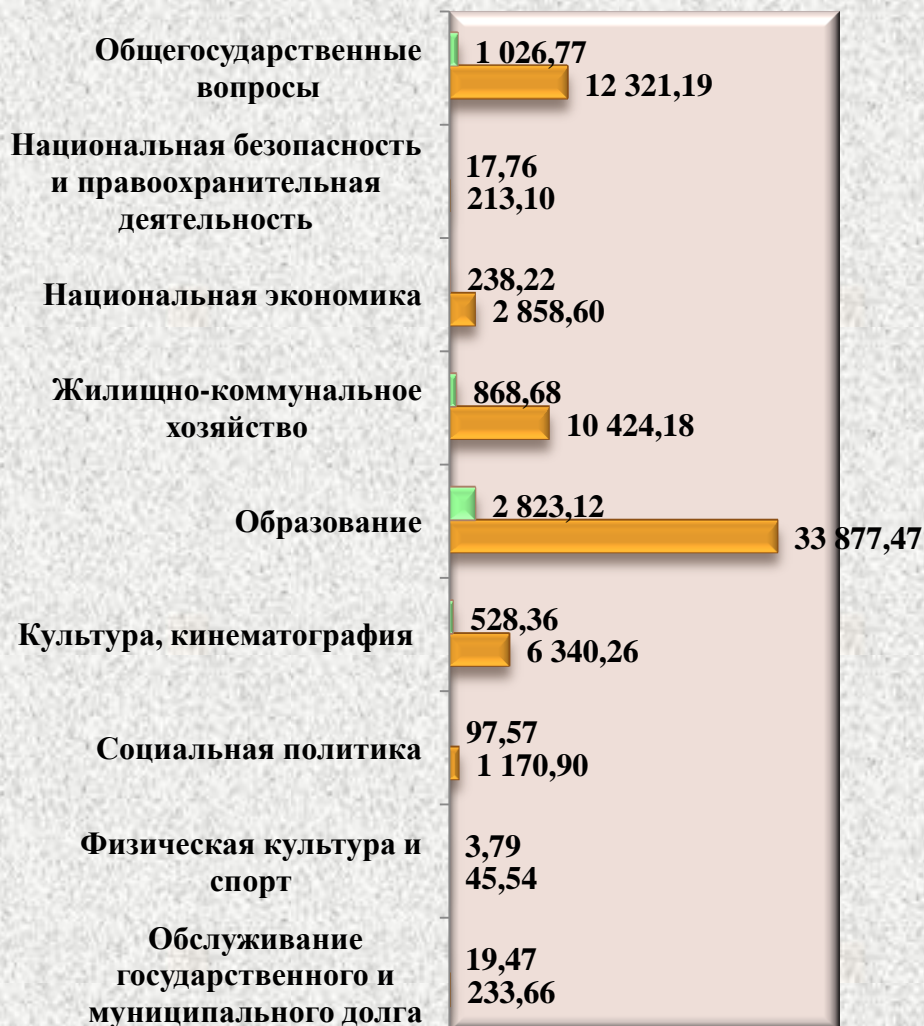 Общегосударственные
вопросы
1 026,77
12 321,19
Национальная безопасность
и правоохранительная
деятельность
17,76
213,10
Национальная экономика
238,22
2 858,60
Жилищно-коммунальное
хозяйство
868,68
10 424,18
Образование
2 823,12
33 877,47
Культура, кинематография
528,36
6 340,26
Социальная политика
97,57
1 170,90
Физическая культура и
спорт
3,79
45,54
Обслуживание
государственного и
муниципального долга
19,47
233,66